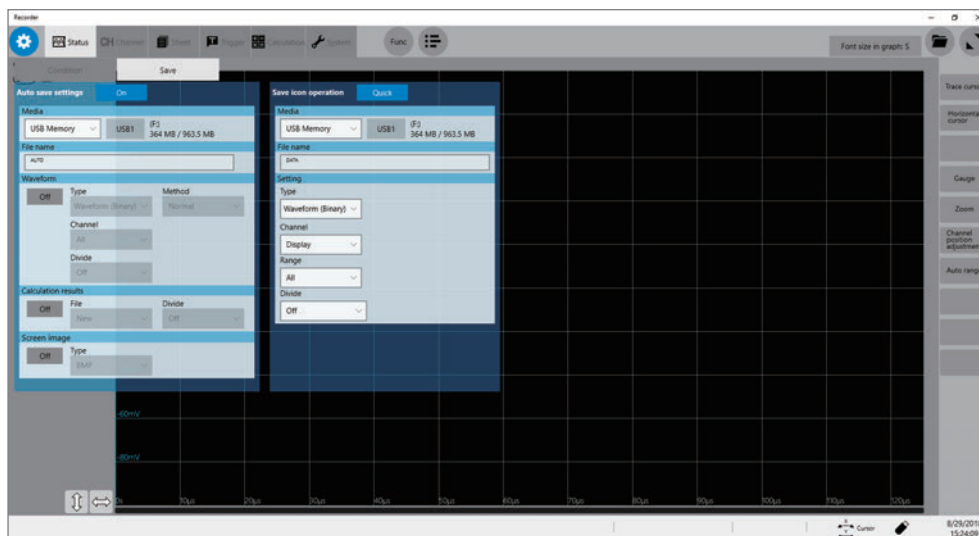 Recorder
Status CH Channel Sheet Trigger Calculation System Func Font size in graph: S
Condition Save
Auto save settings On
Media
USB Memory USB1 (F:)
364 MB / 963.5 MB
File name
AUTO
Waveform
Off Type Method
Waveform (Binary) Normal
Channel
All
Divide
Off
Calculation results
Off File Divide
New Off
Screen Image
Off Type
BMP
Save icon operation Quick
Media
USB Memory USB1 (F:)
364 MB / 963.5 MB
File name
DATA
Setting
Type
Waveform (Binary)
Channel
Display
Range
All
Divide
Off
Trace curso
Horizonta
cursor
Gauge
Zoom
Channel
position
adjustmen
Auto rang
-60mV
-80mV
0s 10μs 20μs 30μs 40μs 50μs 60μs 70μs 80μs 90μs 100μs 110μs 120μs
X
Y
Cursor
8/29/201
15:24:09